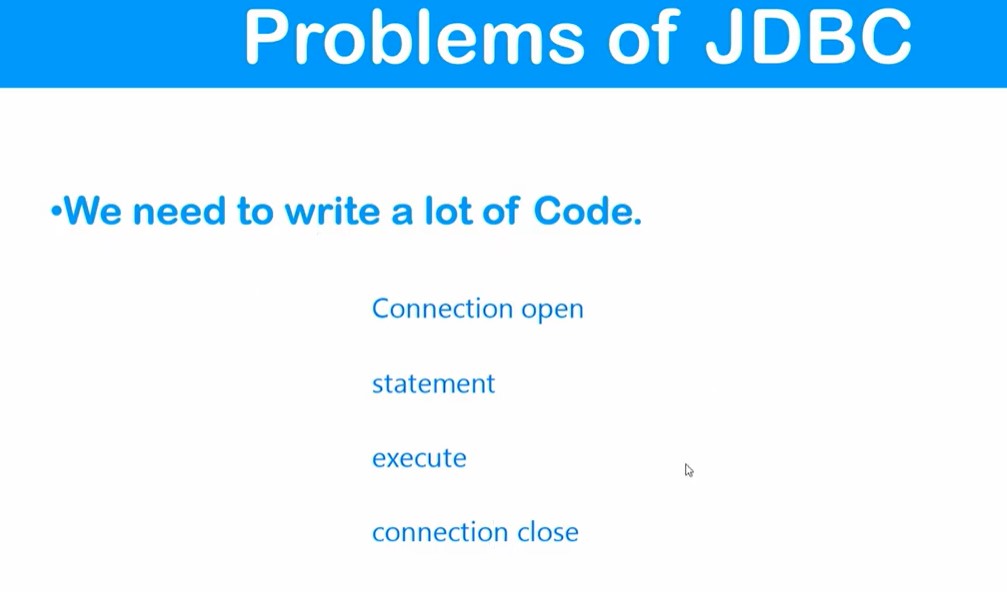 Problems of JDBC
•We need to write a lot of Code.
Connection open
statement
execute
connection close